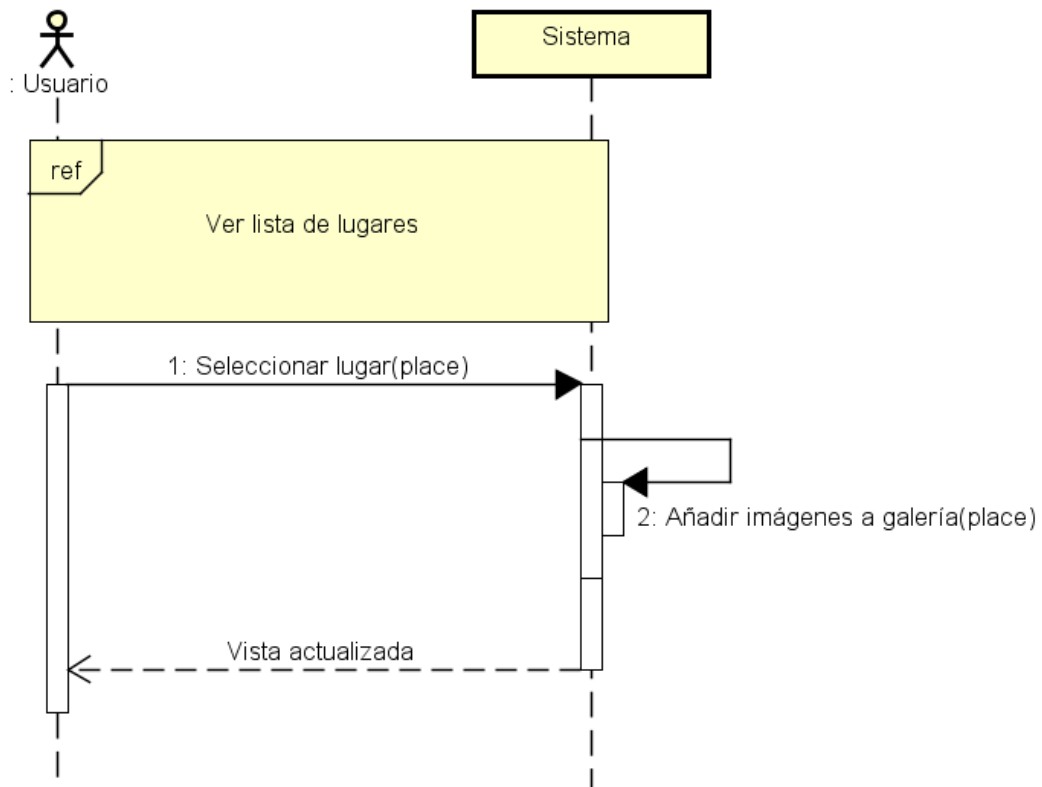 : Usuario
Sistema
ref
Ver lista de lugares
1: Seleccionar lugar(place)
2: Añadir imágenes a galería(place)
Vista actualizada